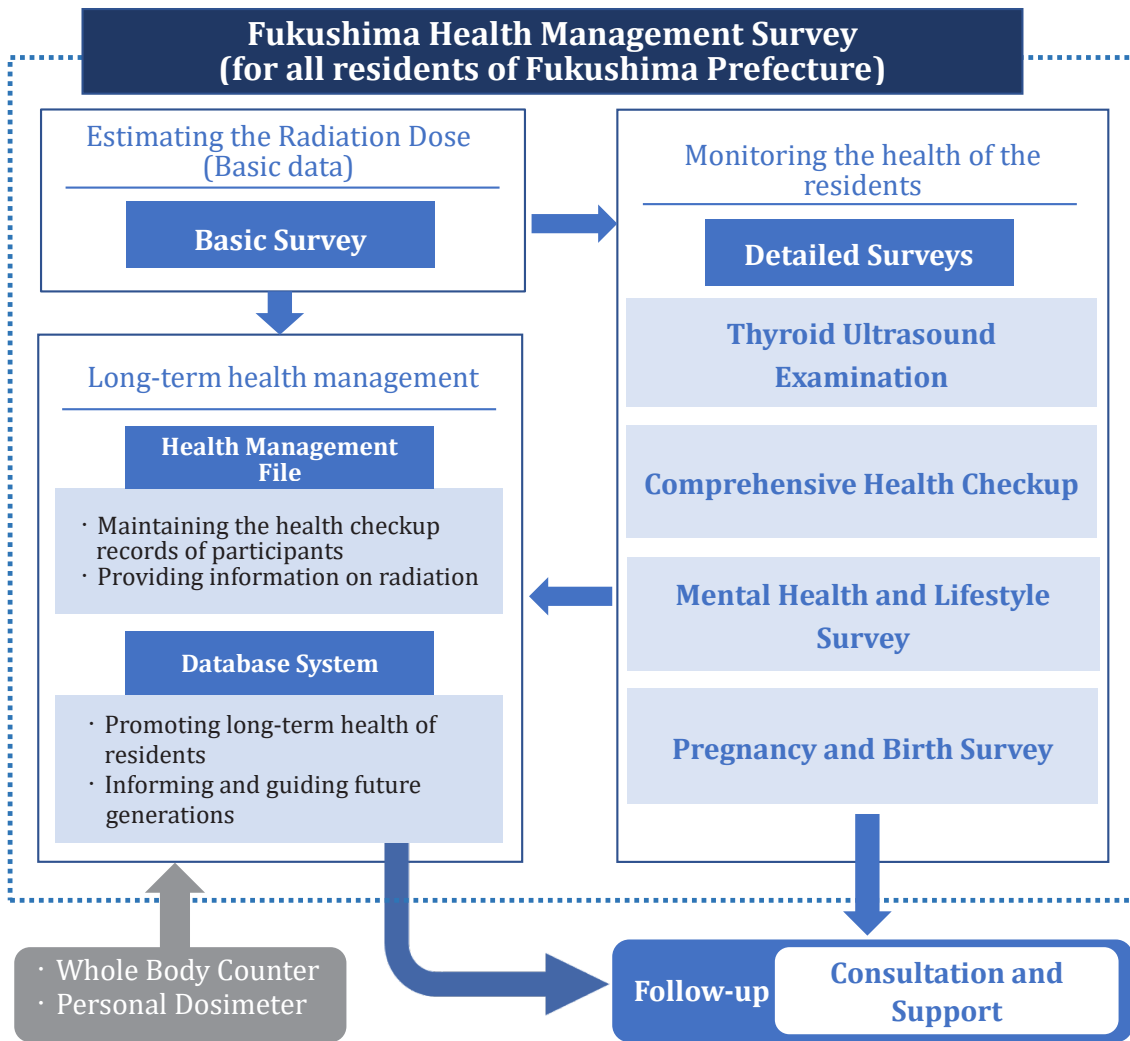 Fukushima Health Management Survey
(for all residents of Fukushima Prefecture)
Estimating the Radiation Dose
(Basic data)
Basic Survey
Long-term health management
Health Management
File
· Maintaining the health checkup
records of participants
· Providing information on radiation
Database System
· Promoting long-term health of
residents
· Informing and guiding future
generations
Monitoring the health of the
residents
Detailed Surveys
Thyroid Ultrasound
Examination
Comprehensive Health Checkup
Mental Health and Lifestyle
Survey
Pregnancy and Birth Survey
· Whole Body Counter
· Personal Dosimeter
Follow-up
Consultation and
Support